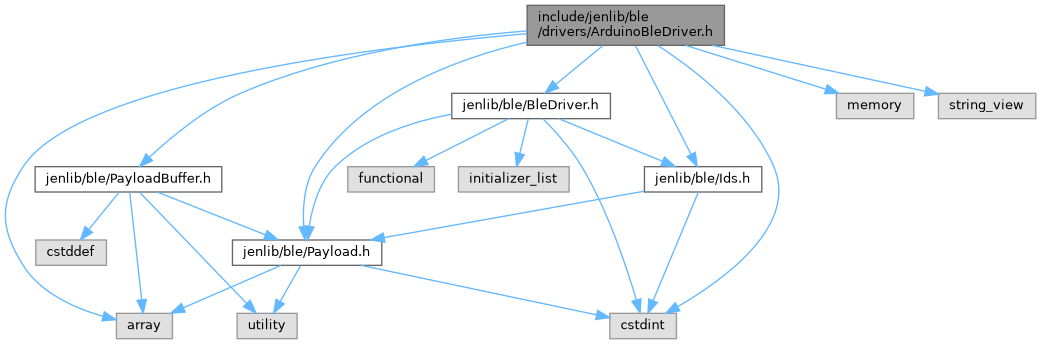 include/jenlib/ble
/drivers/ArduinoBleDriver.h
jenlib/ble/BleDriver.h
memory
string_view
jenlib/ble/PayloadBuffer.h
functional
initializer_list
jenlib/ble/Ids.h
cstddef
jenlib/ble/Payload.h
array
utility
cstdint